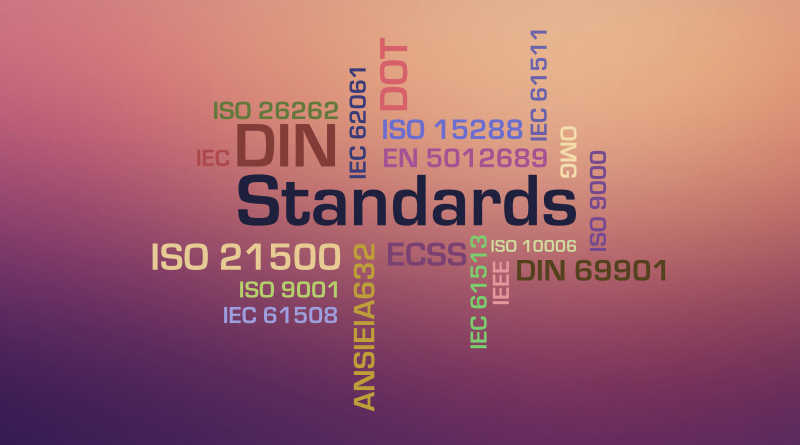 DOT
IEC 61511
ISO 26262
IEC 62061
ISO 15288
IEC
DIN
EN 5012689
OMG
ISO 9000
Standards
ISO 21500
ANSIEIA632
ECSS
IEC 61513
ISO 10006
IEEE
DIN 69901
ISO 9001
IEC 61508